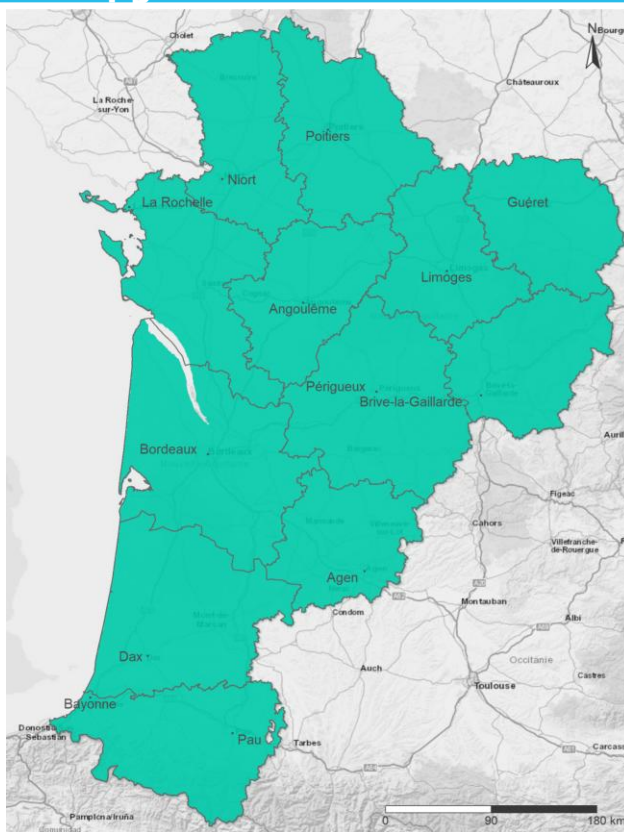 N
Bourg
Cholet
Châteauroux
La Roche-
sur-Yon
Poitiers
Niort
La Rochelle
Guéret
Limoges
Angoulême
Périgueux
Brive-la-Gaillarde
Bordeaux
Figeac
Cahors
Villefranche-
de-Rouergue
Agen
Montauban
Condom
Albi
Auch
Occitanie
Castres
Toulouse
Dax
Bayonne
Donostia
Sebastián
Pau
Tarbes
Carcas
Pamplona/Iruña
0 90 180 km